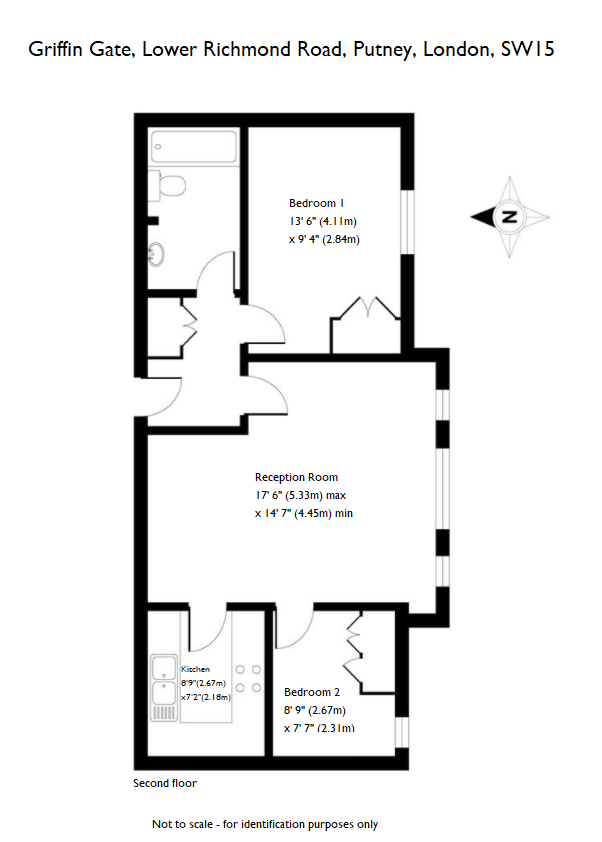 Griffin Gate, Lower Richmond Road, Putney, London, SW15
Bedroom 1
13' 6" (4.11m)
x 9' 4" (2.84m)
N
Reception Room
17' 6" (5.33m) max
x 14' 7" (4.45m) min
Kitchen
8'9"(2.67m)
x7'2"(2.18m)
Bedroom 2
8' 9" (2.67m)
x 7' 7" (2.31m)
Second floor
Not to scale - for identification purposes only